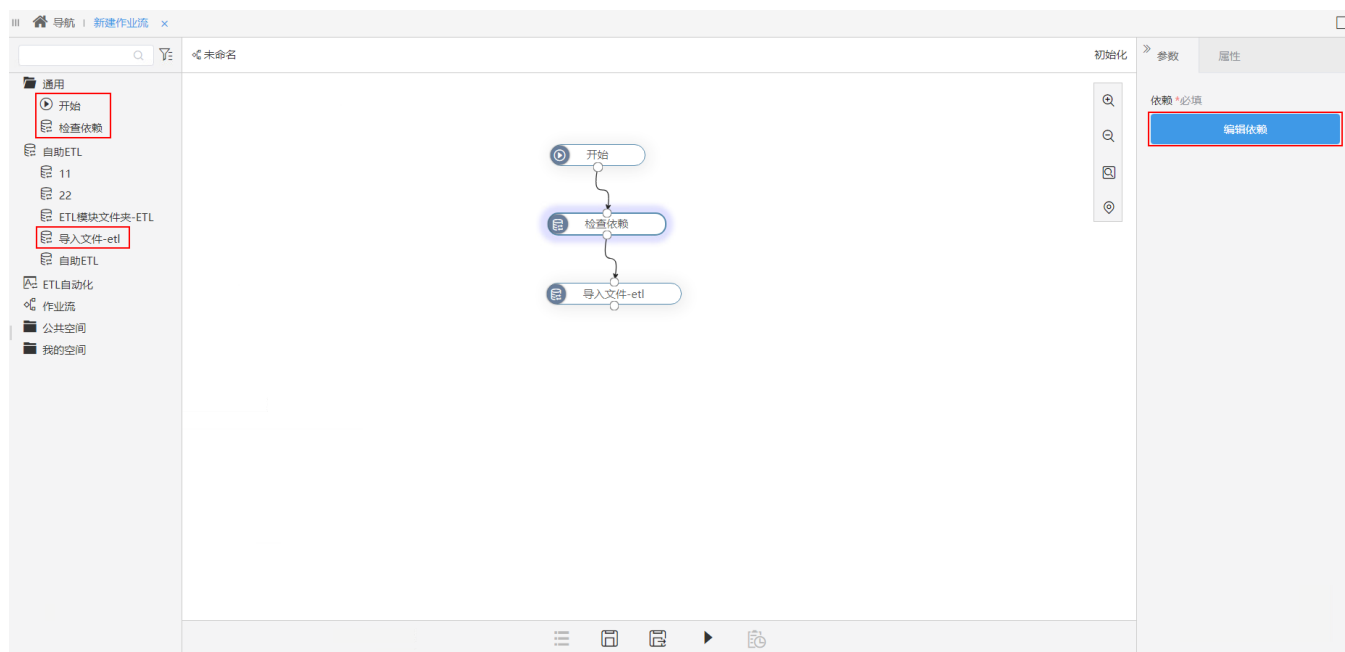 导航 新建作业流 ×
未命名 初始化 参数 属性
通用
开始
检查依赖
自助ETL
11
22
ETL模块文件夹-ETL
导入文件-etl
自助ETL
ETL自动化
作业流
公共空间
我的空间
开始
检查依赖
导入文件-etl
依赖 *必填
编辑依赖